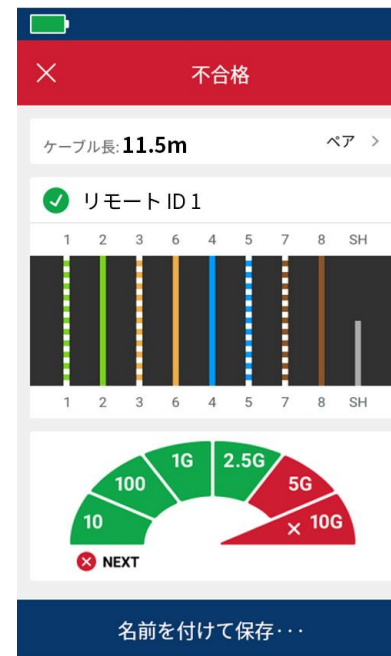 不合格
ケーブル長: 11.5m ペア >
リモート ID 1
1 2 3 6 4 5 7 8 SH
1 2 3 6 4 5 7 8 SH
10 100 1G 2.5G 5G 10G
NEXT
名前を付けて保存···